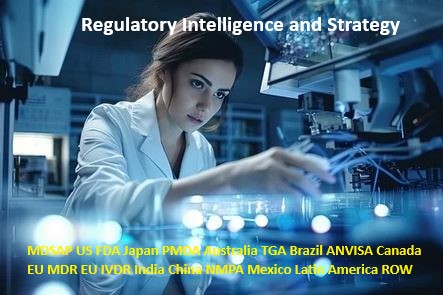 Regulatory Intelligence and Strategy
MDSAP US FDA Japan Australia TGA Brazil ANVISA Canada
EU MDR EU IVDR India China NMPA Mexico Latin America ROW